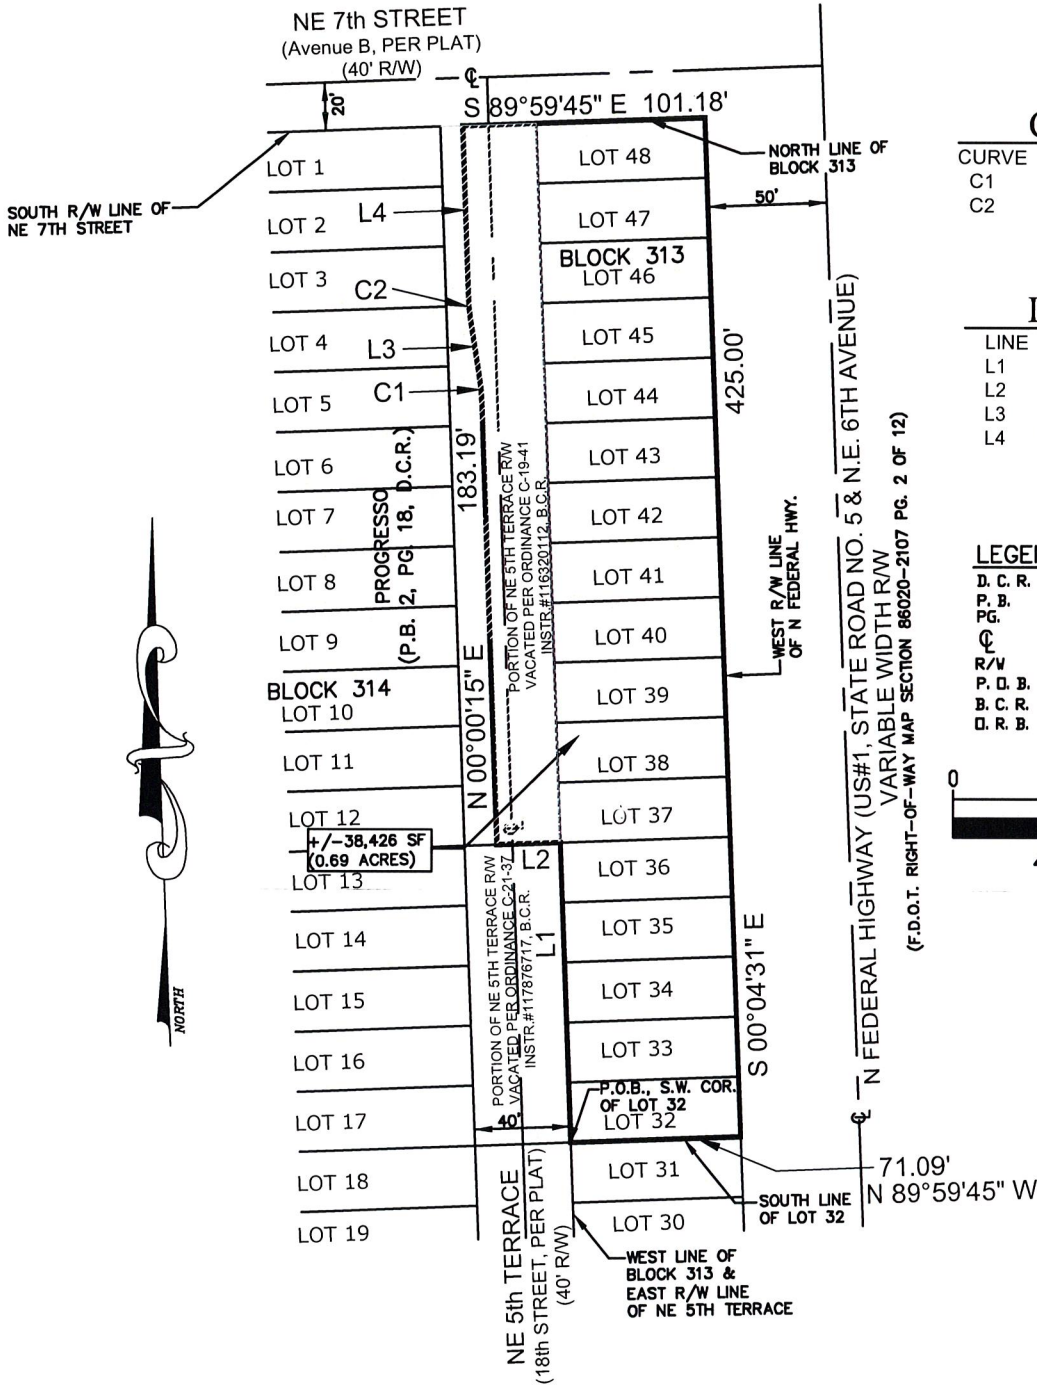 NE 7th STREET
(Avenue B, PER PLAT)
(40' R/W)
℄
20'
S 89°59'45" E 101.18'
SOUTH R/W LINE OF
NE 7TH STREET
NORTH LINE OF
BLOCK 313
50'
CURVE
C1
C2
LINE
L1
L2
L3
L4
LOT 1
LOT 2
LOT 3
LOT 4
LOT 5
LOT 6
LOT 7
LOT 8
LOT 9
BLOCK 314
LOT 10
LOT 11
LOT 12
+/-38,426 SF
(0.69 ACRES)
LOT 13
LOT 14
LOT 15
LOT 16
LOT 17
LOT 18
LOT 19
L4
C2
L3
C1
183.19'
N 00°00'15" E
PROGRESSO
(P.B. 2, PG. 18, D.C.R.)
PORTION OF NE 5TH TERRACE R/W
VACATED PER ORDINANCE C-19-41
INSTR.#116320112, B.C.R.
℄
L2
L1
PORTION OF NE 5TH TERRACE R/W
VACATED PER ORDINANCE C-21-37
INSTR.#117876717, B.C.R.
40'
LOT 48
LOT 47
BLOCK 313
LOT 46
LOT 45
LOT 44
LOT 43
LOT 42
LOT 41
LOT 40
LOT 39
LOT 38
LOT 37
LOT 36
LOT 35
LOT 34
LOT 33
P.O.B., S.W. COR.
OF LOT 32
LOT 32
LOT 31
LOT 30
425.00'
S 00°04'31" E
WEST R/W LINE
OF N FEDERAL HWY.
N FEDERAL HIGHWAY (US#1, STATE ROAD NO. 5 & N.E. 6TH AVENUE)
VARIABLE WIDTH R/W
(F.D.O.T. RIGHT-OF-WAY MAP SECTION 86020-2107 PG. 2 OF 12)
℄
71.09'
N 89°59'45" W
SOUTH LINE
OF LOT 32
WEST LINE OF
BLOCK 313 &
EAST R/W LINE
OF NE 5TH TERRACE
NE 5th TERRACE
(18th STREET, PER PLAT)
(40' R/W)
NORTH
D. C. R.
P. B.
PG.
℄
R/W
P. O. B.
B. C. R.
O. R. B.
0